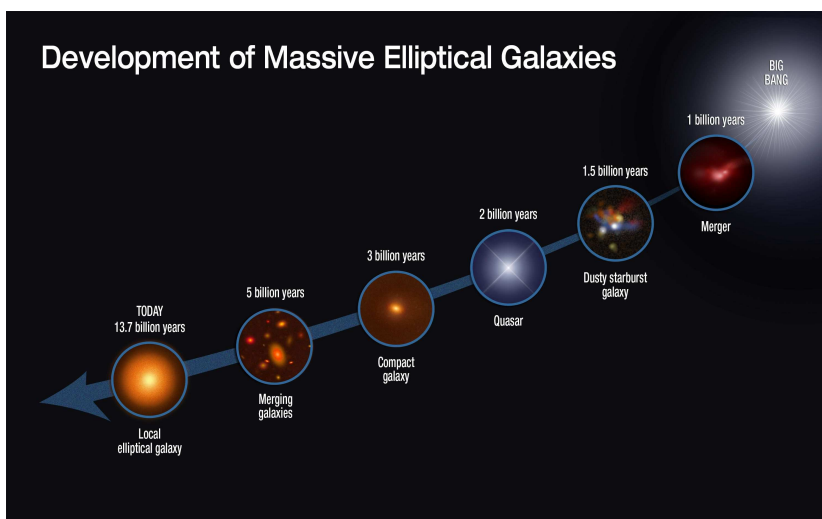 Development of Massive Elliptical Galaxies
BIG
BANG
1 billion years
Merger
1.5 billion years
Dusty starburst
galaxy
2 billion years
Quasar
3 billion years
Compact
galaxy
5 billion years
Merging
galaxies
TODAY
13.7 billion years
Local
elliptical galaxy